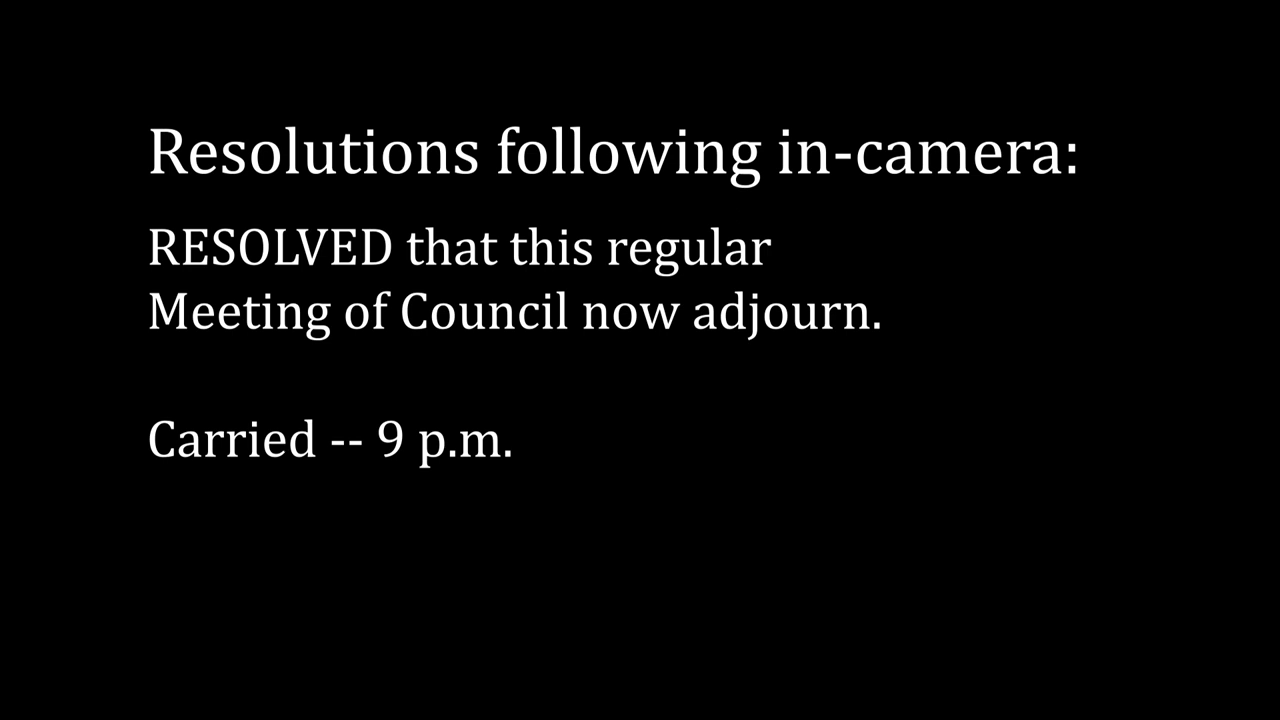 Resolutions following in-camera:
RESOLVED that this regular
Meeting of Council now adjourn.
Carried -- 9 p.m.